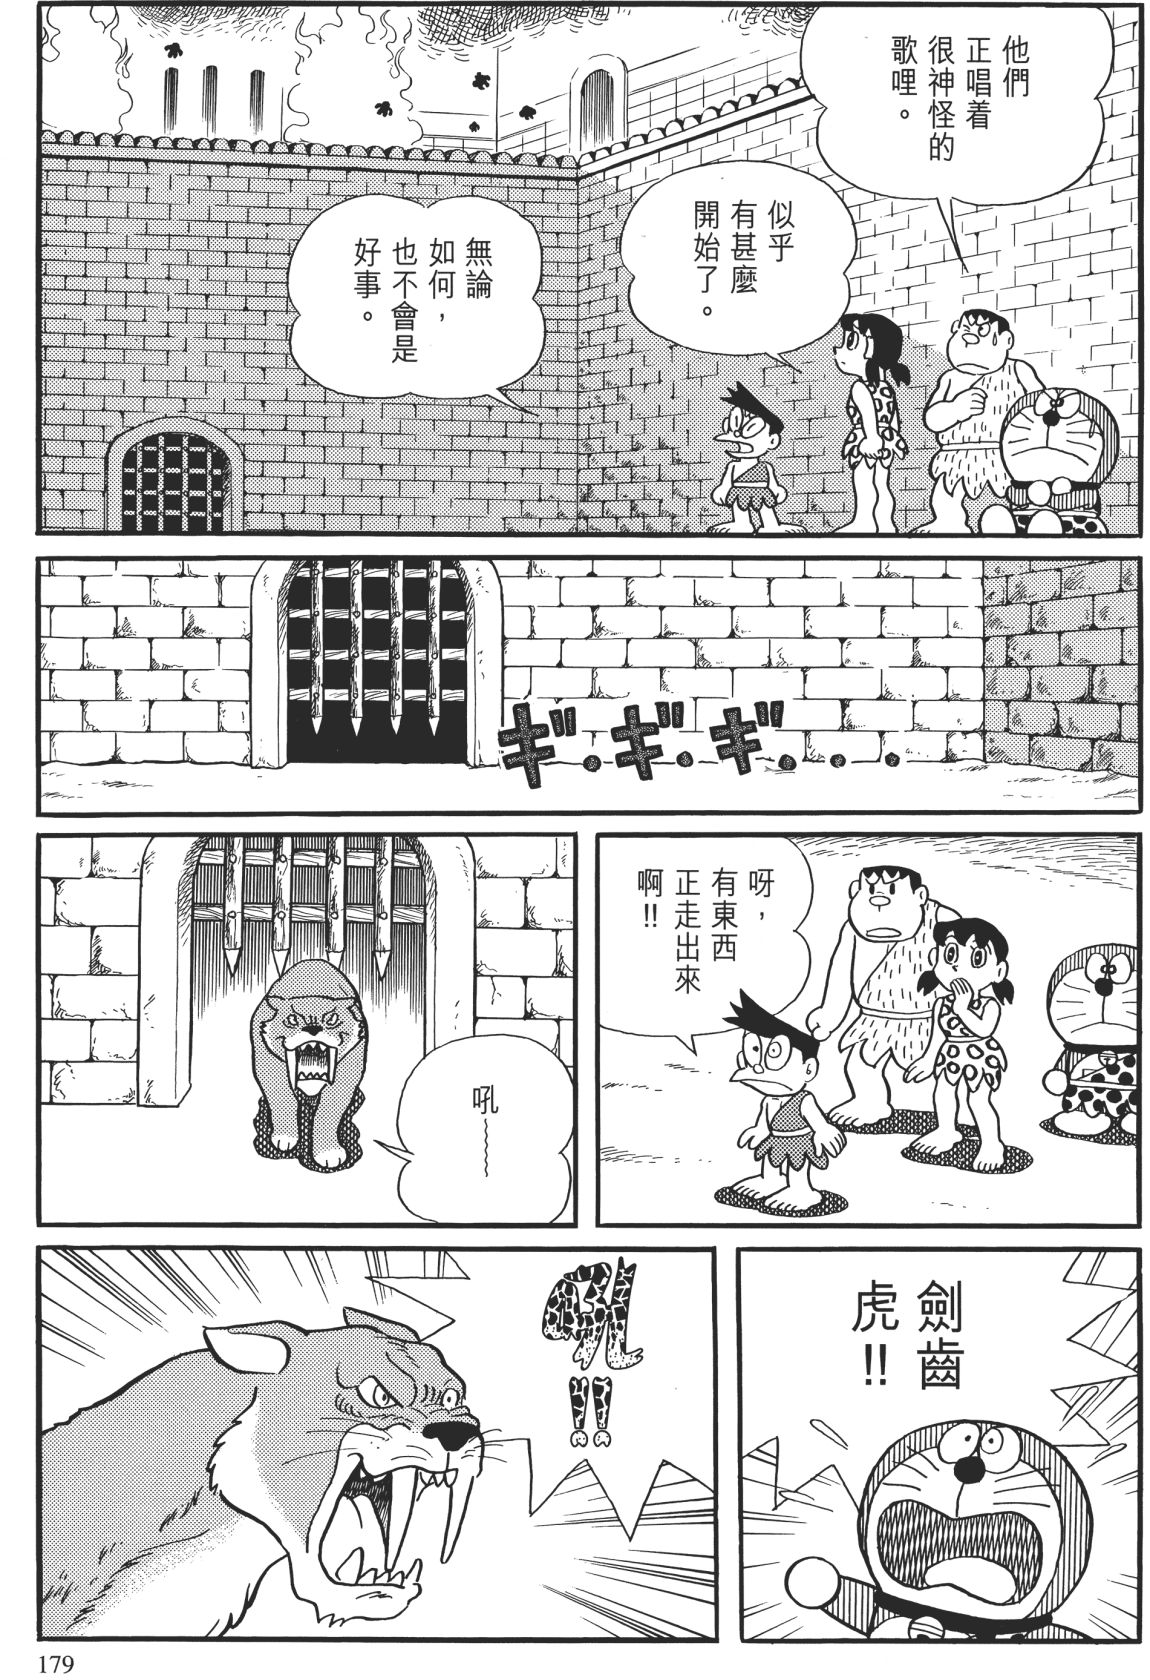 他們
正唱着
很神怪的
歌哩。
似乎
有甚麼
開始了。
無論
如何，
也不會是
好事。
ギ・ギ・ギ・・・
呀，
有東西
正走出來
啊!!
吼~~~
劍齒
虎!!
吼!!
179